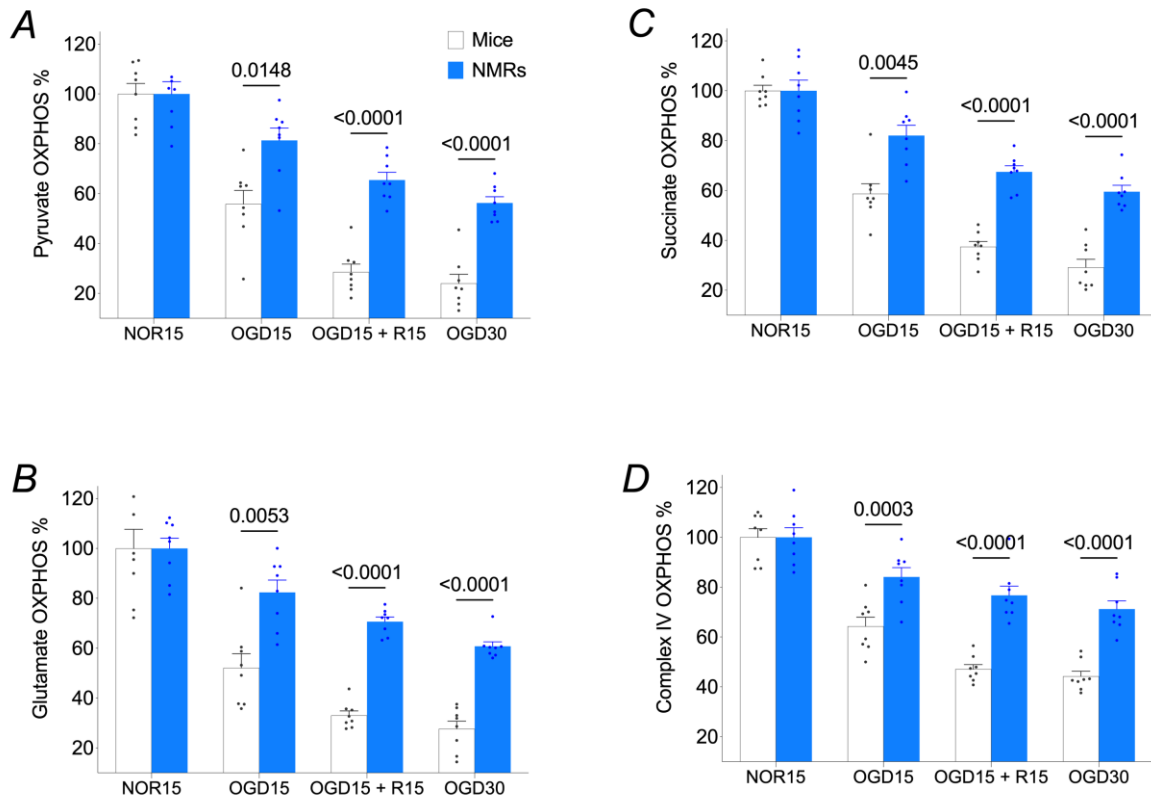 A
Pyruvate OXPHOS %
120
100
80
60
40
20
Mice
NMRs
0.0148
<0.0001
<0.0001
NOR15 OGD15 OGD15 + R15 OGD30
C
Succinate OXPHOS %
120
100
80
60
40
20
0.0045
<0.0001
<0.0001
NOR15 OGD15 OGD15 + R15 OGD30
B
Glutamate OXPHOS %
120
100
80
60
40
20
0.0053
<0.0001
<0.0001
NOR15 OGD15 OGD15 + R15 OGD30
D
Complex IV OXPHOS %
120
100
80
60
40
20
0.0003
<0.0001
<0.0001
NOR15 OGD15 OGD15 + R15 OGD30